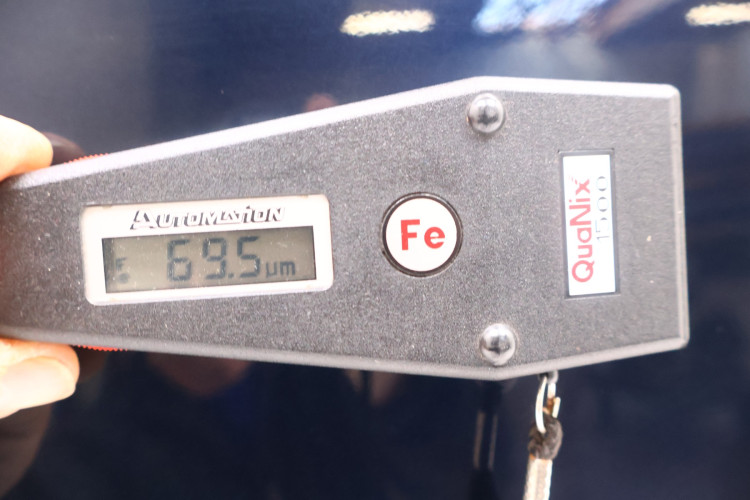 AUTOMATION
69.5 µm
Fe
QuaNix
1500